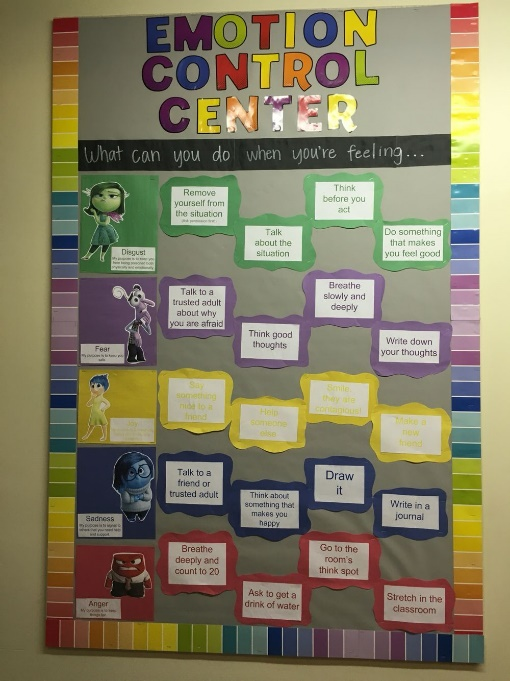 EMOTION
CONTROL
CENTER
What can you do when you're feeling...
Disgust
Remove
yourself from
the situation
Talk
about the
situation
Think
before you
act
Do something
that makes
you feel good
Fear
Talk to a
trusted adult
about why
you are afraid
Think good
thoughts
Breathe
slowly and
deeply
Write down
your thoughts
Joy
Say
something
nice to a
friend
Help
someone
else
Smile,
they are
contagious!
Make a
new
friend
Sadness
Talk to a
friend or
trusted adult
Think about
something that
makes you
happy
Draw
it
Write in a
journal
Anger
Breathe
deeply and
count to 20
Ask to get a
drink of water
Go to the
room's
think spot
Stretch in the
classroom